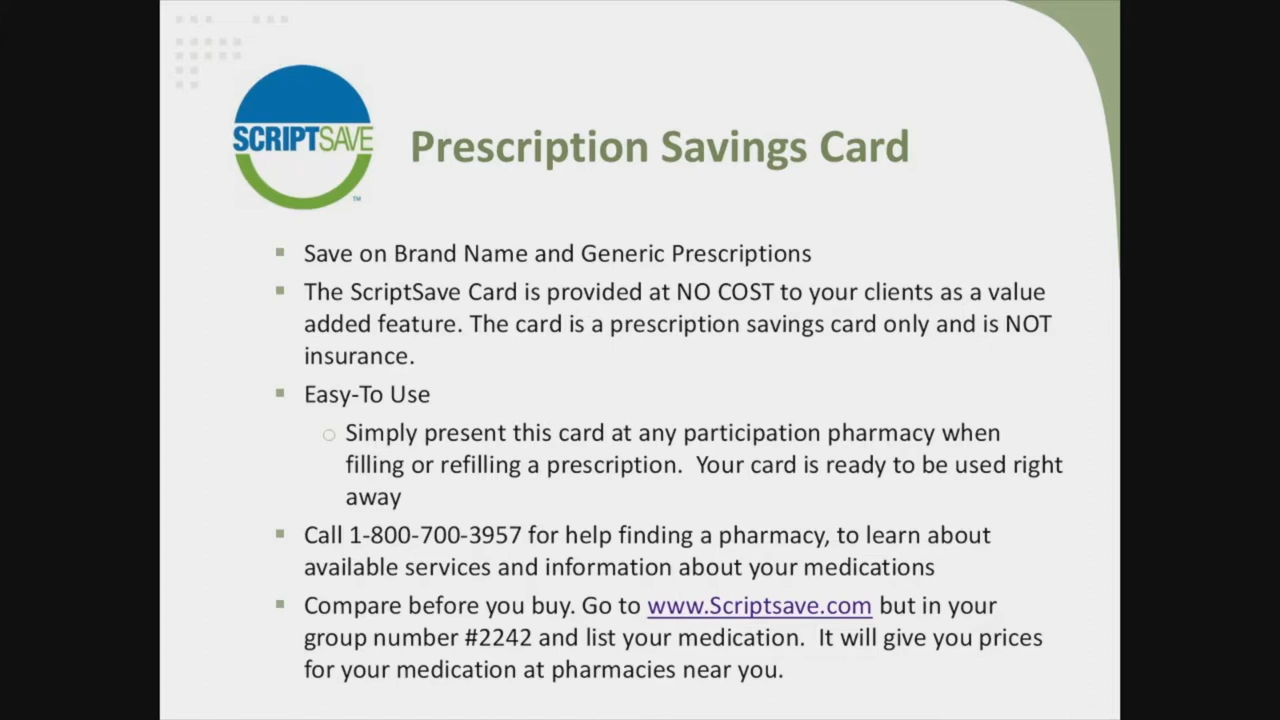 SCRIPTSAVE
TM
Prescription Savings Card
Save on Brand Name and Generic Prescriptions
The ScriptSave Card is provided at NO COST to your clients as a value
added feature. The card is a prescription savings card only and is NOT
insurance.
Easy-To Use
Simply present this card at any participation pharmacy when
filling or refilling a prescription.  Your card is ready to be used right
away
Call 1-800-700-3957 for help finding a pharmacy, to learn about
available services and information about your medications
Compare before you buy. Go to www.Scriptsave.com but in your
group number #2242 and list your medication.  It will give you prices
for your medication at pharmacies near you.